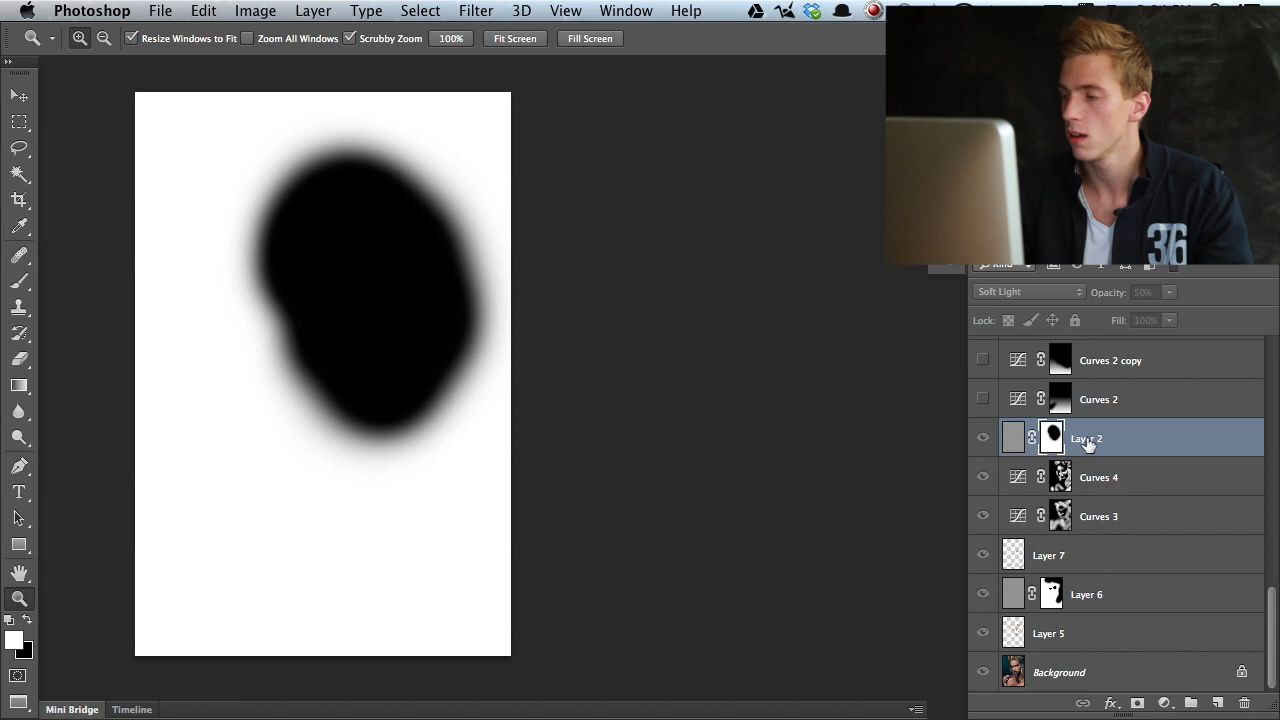 Photoshop File Edit Image Layer Type Select Filter 3D View Window Help
Resize Windows to Fit Zoom All Windows Scrubby Zoom 100% Fit Screen Fill Screen
36
Soft Light Opacity: 50%
Lock: Fill: 100%
Curves 2 copy
Curves 2
Layer 2
Curves 4
Curves 3
Layer 7
Layer 6
Layer 5
Background
Mini Bridge Timeline